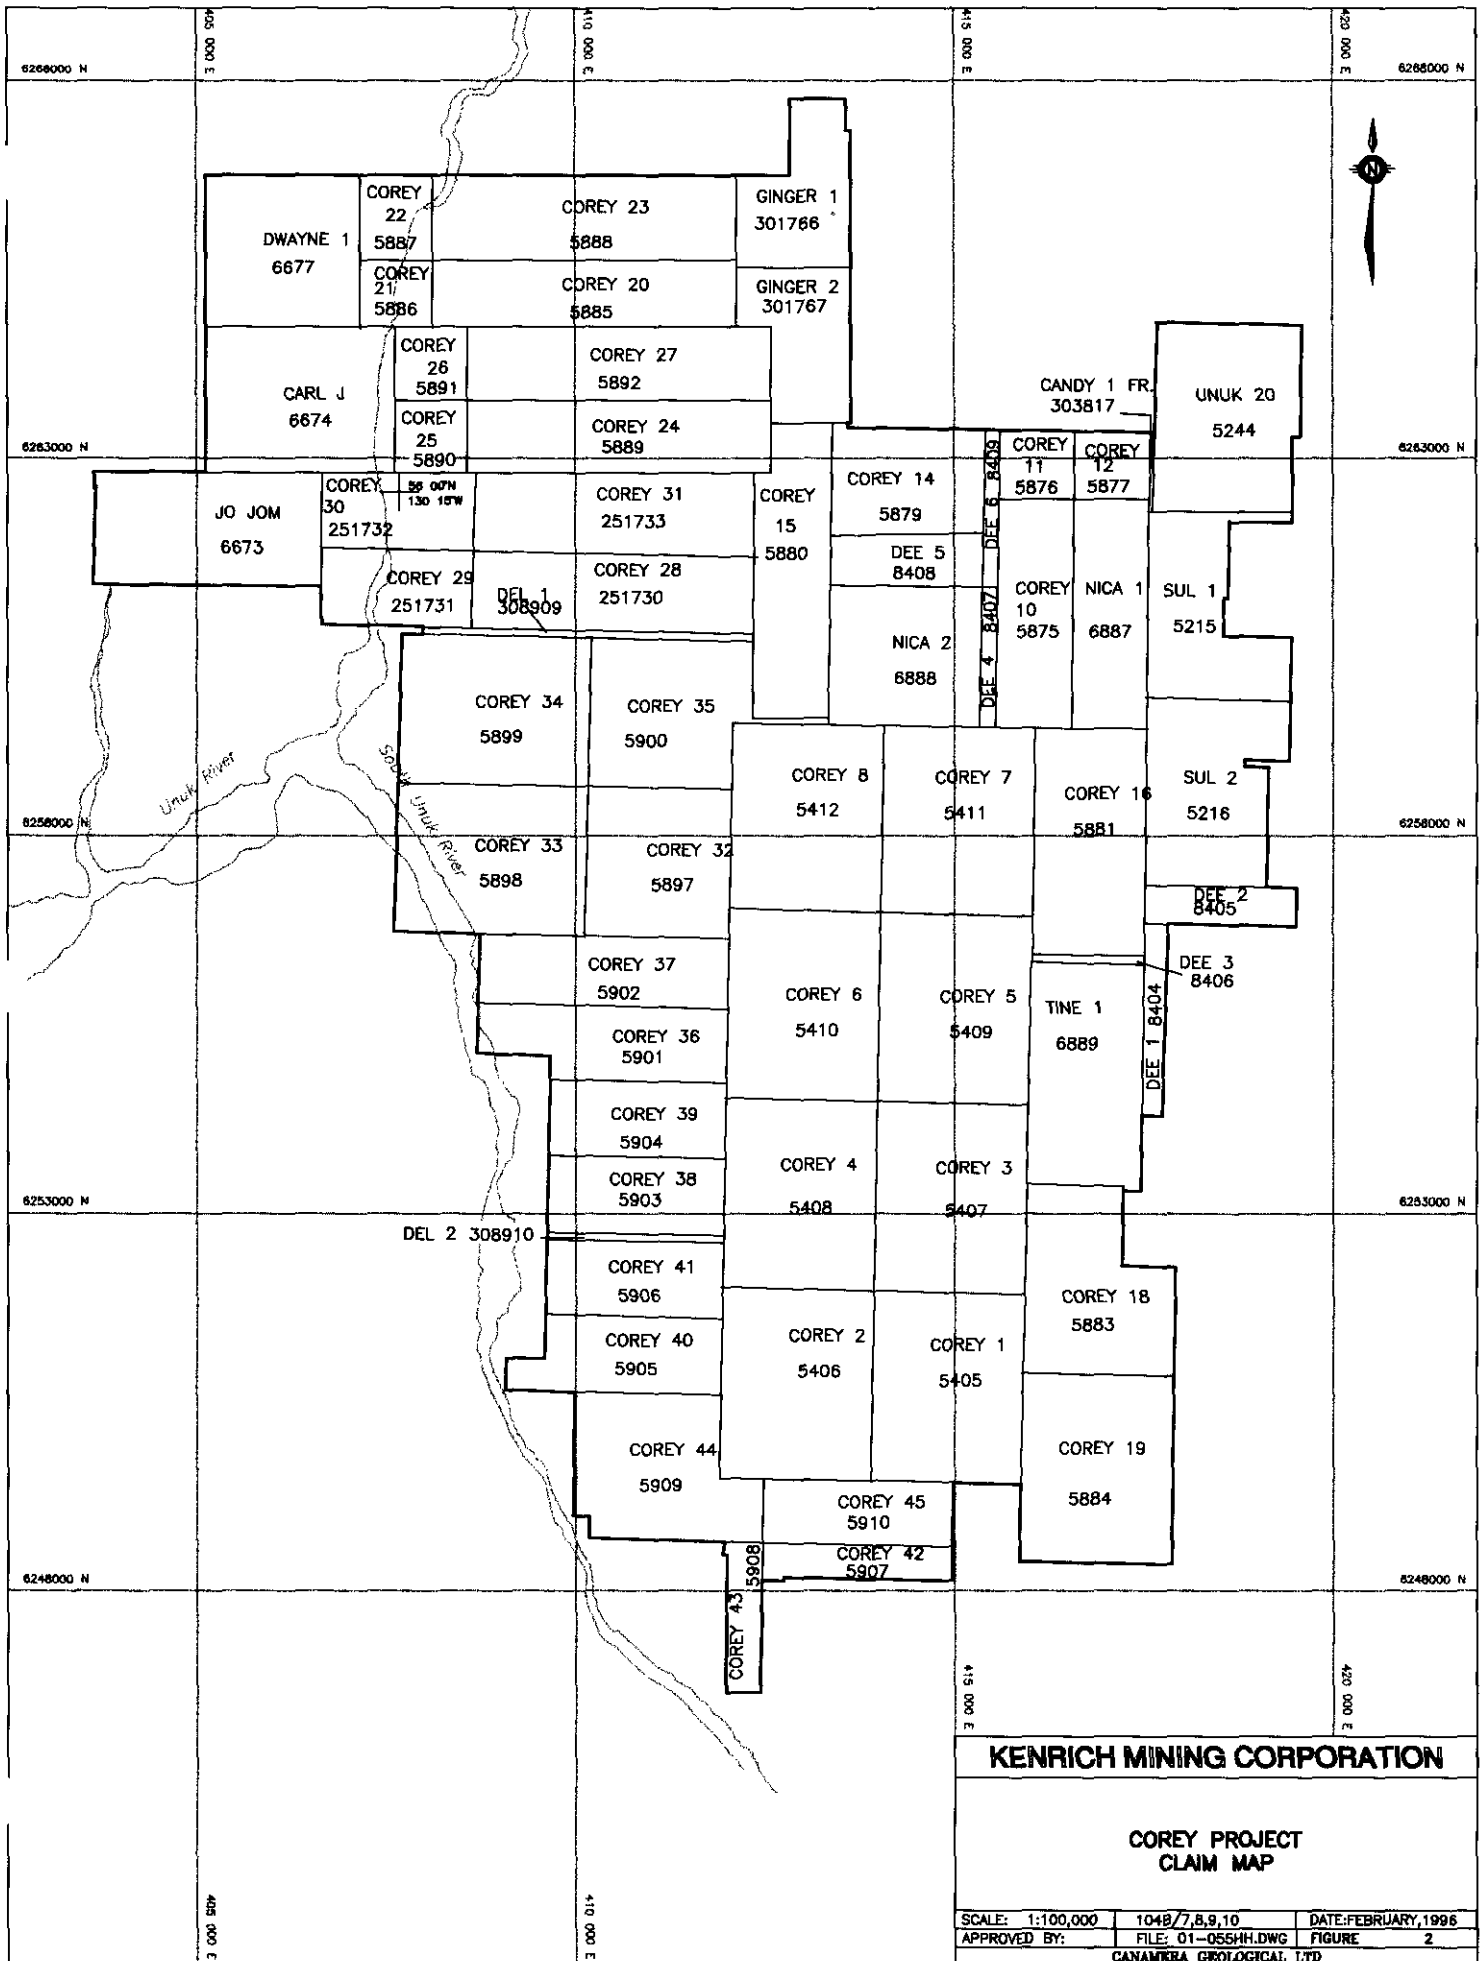 405 000 E
410 000 E
415 000 E
420 000 E
6268000 N
6268000 N
N
COREY
22
5887
COREY 23
5888
GINGER 1
301766
DWAYNE 1
6677
COREY
21
5886
COREY 20
5885
GINGER 2
301767
COREY
26
5891
COREY 27
5892
CARL J
6674
COREY
25
5890
COREY 24
5889
CANDY 1 FR.
303817
UNUK 20
5244
6263000 N
6263000 N
JO JOM
6673
COREY
30
251732
56 00'N
130 15'W
COREY 31
251733
COREY
15
5880
COREY 14
5879
DEE 6 8409
COREY
11
5876
COREY
12
5877
COREY 29
251731
DEL 1
308909
COREY 28
251730
DEE 5
8408
COREY
10
5875
NICA 1
6887
SUL 1
5215
NICA 2
6888
DEE 4 8407
COREY 34
5899
COREY 35
5900
Unuk River
South Unuk River
COREY 8
5412
COREY 7
5411
COREY 16
5881
SUL 2
5216
6258000 N
6258000 N
COREY 33
5898
COREY 32
5897
DEE 2
8405
COREY 37
5902
COREY 6
5410
COREY 5
5409
TINE 1
6889
DEE 3
8406
DEE 1 8404
COREY 36
5901
COREY 39
5904
COREY 38
5903
COREY 4
5408
COREY 3
5407
6253000 N
6253000 N
DEL 2 308910
COREY 41
5906
COREY 40
5905
COREY 2
5406
COREY 1
5405
COREY 18
5883
COREY 44
5909
COREY 19
5884
COREY 45
5910
COREY 42
5907
COREY 43 5908
6248000 N
6248000 N
415 000 E
420 000 E
405 000 E
410 000 E
KENRICH MINING CORPORATION
COREY PROJECT
CLAIM MAP
SCALE: 1:100,000
104B/7,8,9,10
DATE:FEBRUARY,1996
APPROVED BY:
FILE: 01-055HH.DWG
FIGURE 2
CANAMERA GEOLOGICAL LTD